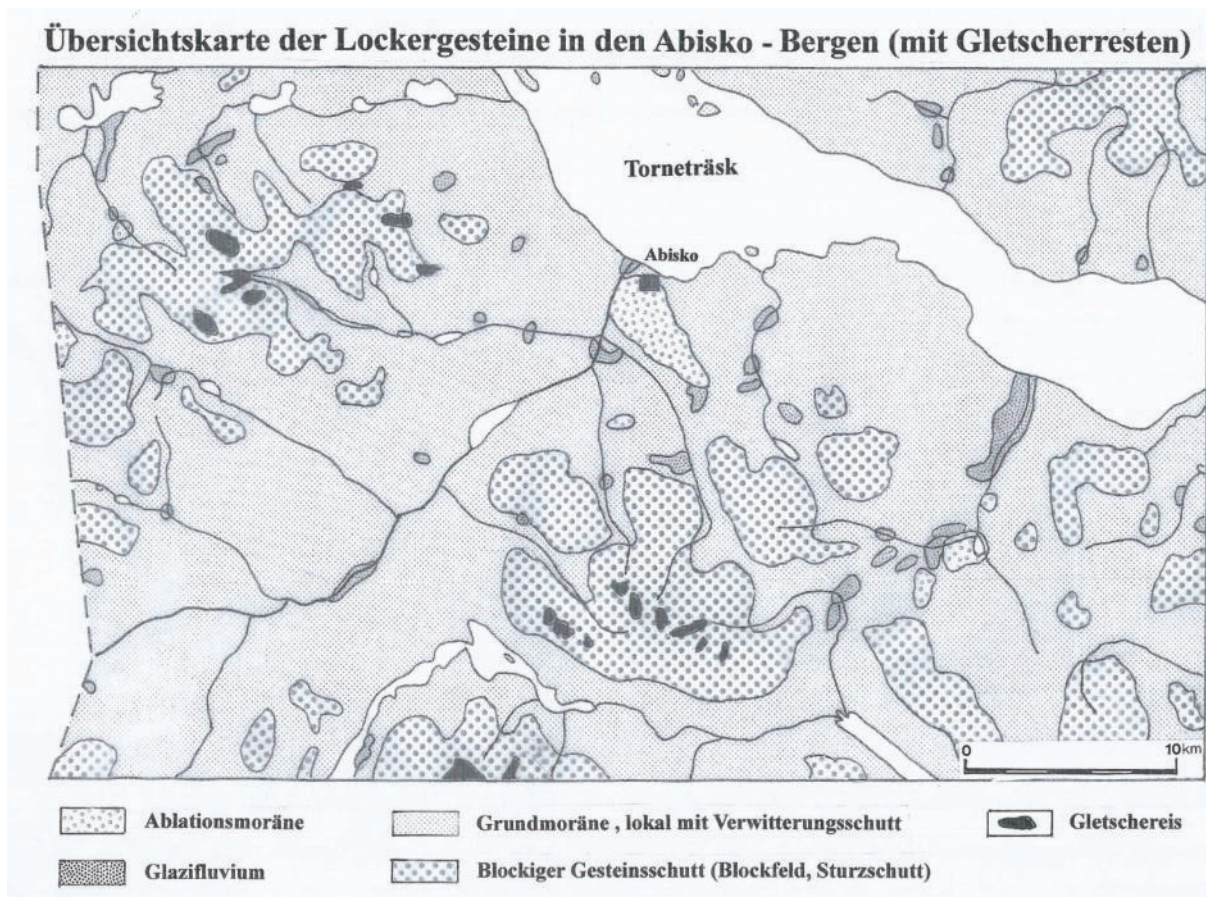 Übersichtskarte der Lockergesteine in den Abisko - Bergen (mit Gletscherresten)
Torneträsk
Abisko
0 10km
Ablationsmoräne
Grundmoräne , lokal mit Verwitterungsschutt
Gletschereis
Glazifluvium
Blockiger Gesteinsschutt (Blockfeld, Sturzschutt)